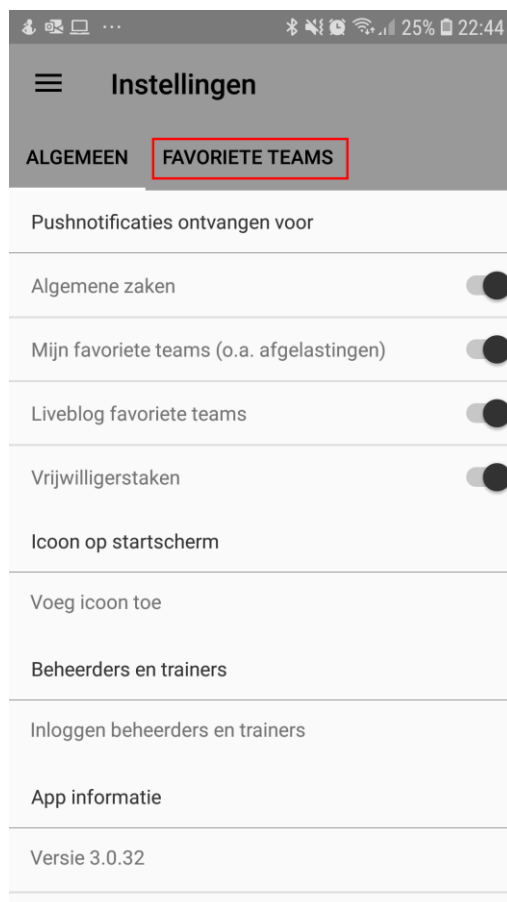 25% 22:44
Instellingen
ALGEMEEN FAVORIETE TEAMS
Pushnotificaties ontvangen voor
Algemene zaken
Mijn favoriete teams (o.a. afgelastingen)
Liveblog favoriete teams
Vrijwilligerstaken
Icoon op startscherm
Voeg icoon toe
Beheerders en trainers
Inloggen beheerders en trainers
App informatie
Versie 3.0.32